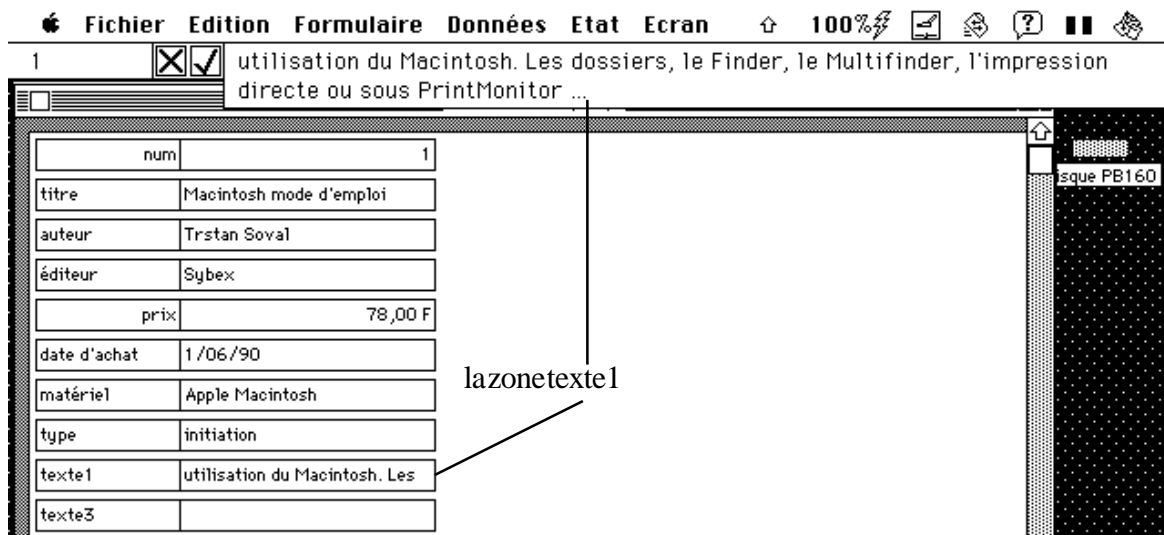 Fichier Edition Formulaire Données Etat Ecran 100%
1
utilisation du Macintosh. Les dossiers, le Finder, le Multifinder, l'impression
directe ou sous PrintMonitor ...
num 1
isque PB160
titre Macintosh mode d'emploi
auteur Trstan Soval
éditeur Sybex
prix 78,00 F
date d'achat 1/06/90
lazonetexte1
matériel Apple Macintosh
type initiation
texte1 utilisation du Macintosh. Les
texte3